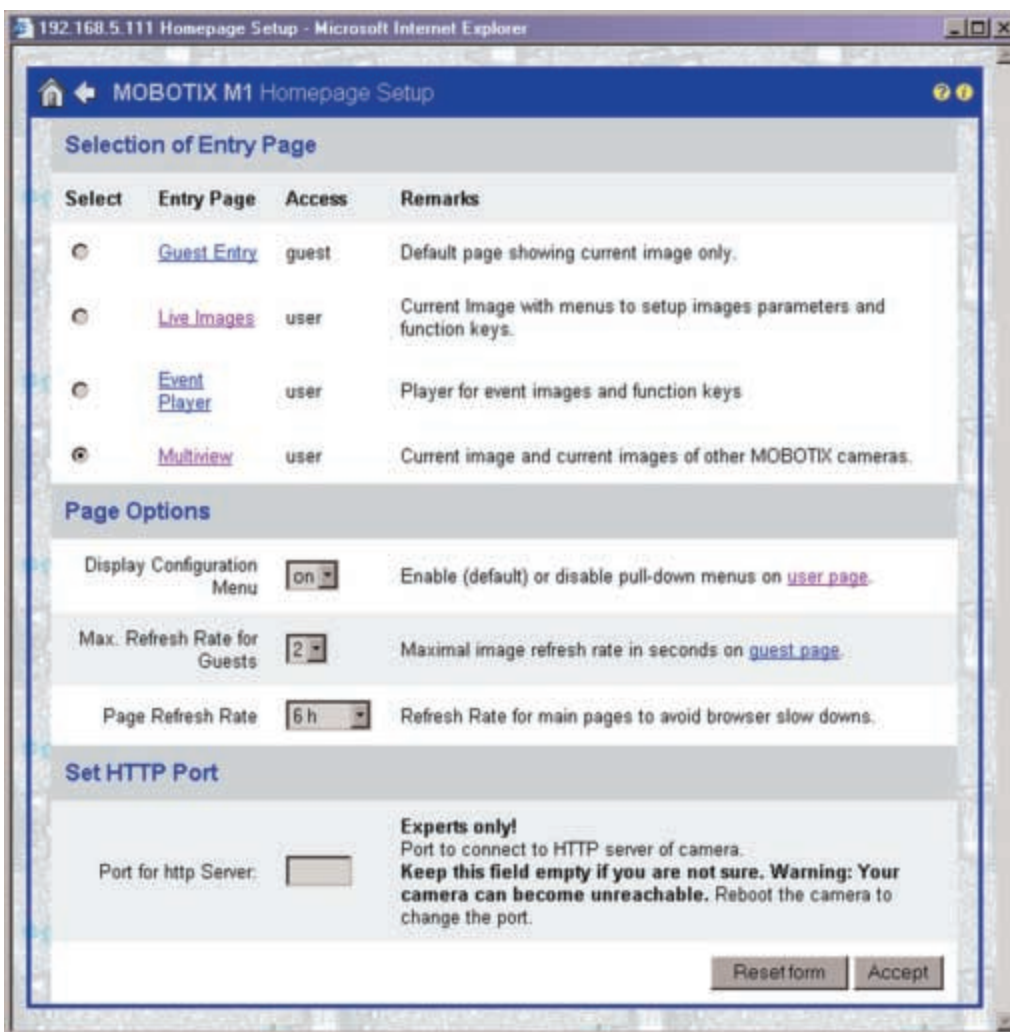 192.168.5.111 Homepage Setup - Microsoft Internet Explorer
MOBOTIX M1 Homepage Setup
Selection of Entry Page
Select Entry Page Access Remarks
Guest Entry guest Default page showing current image only.
Live Images user Current Image with menus to setup images parameters and
function keys.
Event
Player user Player for event images and function keys
Multiview user Current image and current images of other MOBOTIX cameras.
Page Options
Display Configuration
Menu on Enable (default) or disable pull-down menus on user page.
Max. Refresh Rate for
Guests 2 Maximal image refresh rate in seconds on guest page.
Page Refresh Rate 6 h Refresh Rate for main pages to avoid browser slow downs.
Set HTTP Port
Port for http Server:
Experts only!
Port to connect to HTTP server of camera.
Keep this field empty if you are not sure. Warning: Your
camera can become unreachable. Reboot the camera to
change the port.
Reset form Accept